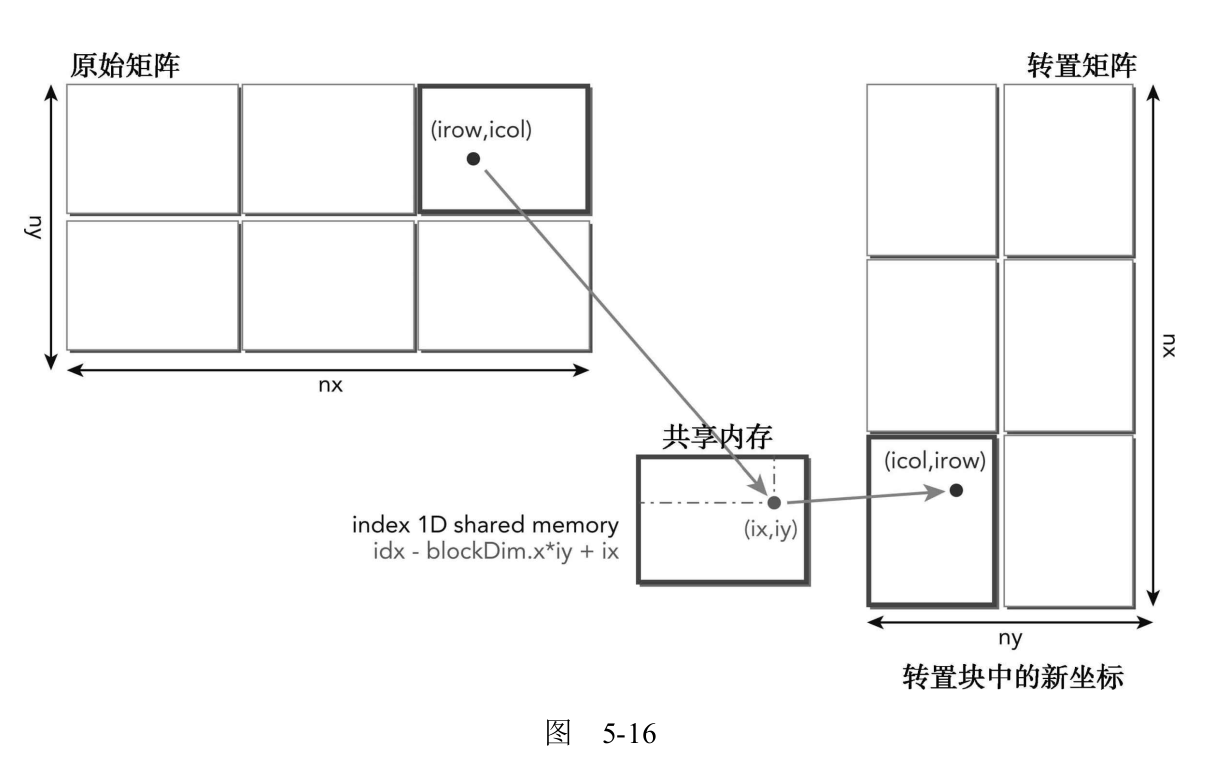 原始矩阵
转置矩阵
(irow,icol)
ny
nx
nx
共享内存
(icol,irow)
index 1D shared memory
idx - blockDim.x*iy + ix
(ix,iy)
ny
转置块中的新坐标
图 5-16